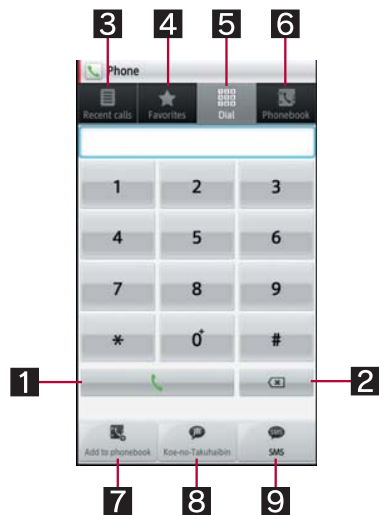 3 4 5 6
Phone
Recent calls Favorites Dial Phonebook
1 2 3
4 5 6
7 8 9
* 0+ #
1 2
Add to phonebook Koe-no-Takuhaibin SMS SMS
7 8 9